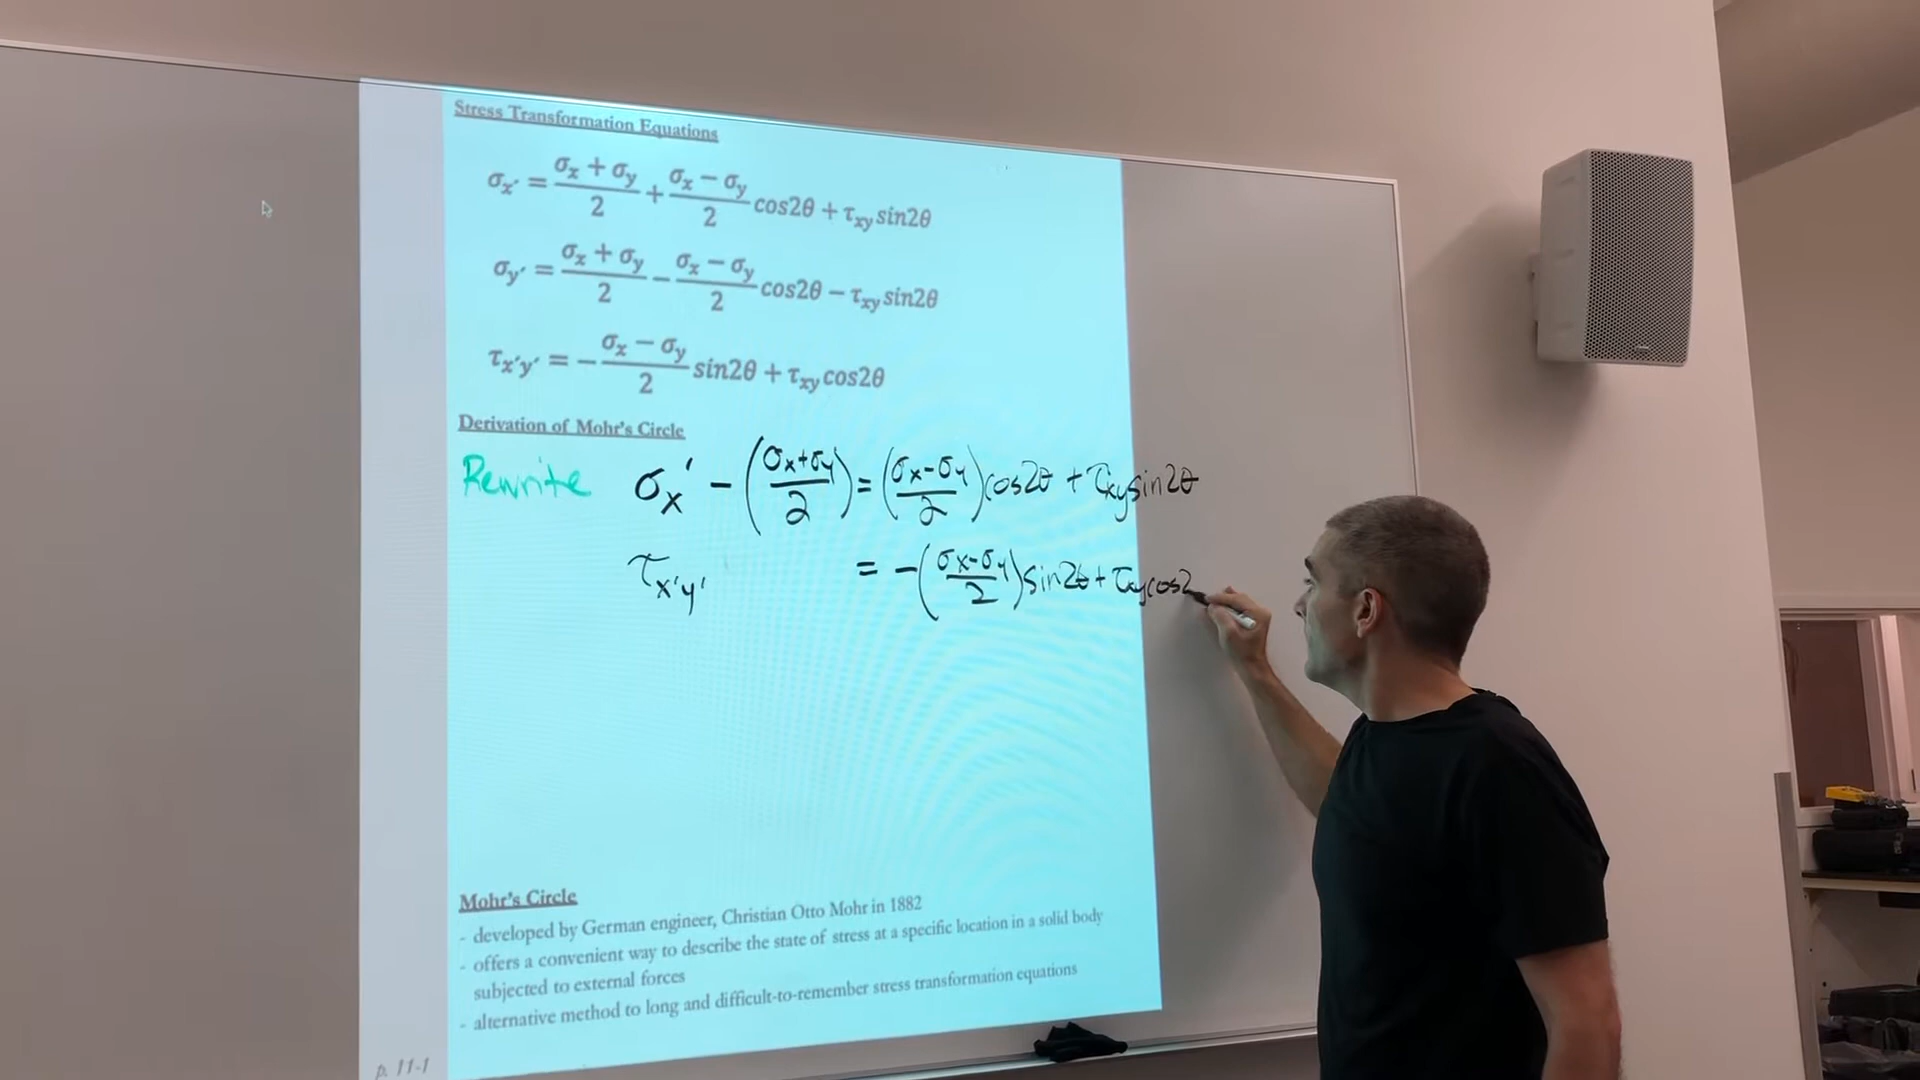 Stress Transformation Equations
σx′ = (σx + σy)/2 + (σx − σy)/2 cos2θ + τxy sin2θ
σy′ = (σx + σy)/2 − (σx − σy)/2 cos2θ − τxy sin2θ
τx′y′ = − (σx − σy)/2 sin2θ + τxy cos2θ
Derivation of Mohr's Circle
Rewrite σx′ − ((σx+σy)/2) = ((σx−σy)/2) cos2θ + τxy sin2θ
τx′y′ = −((σx−σy)/2) sin2θ + τxy cos2
Mohr's Circle
- developed by German engineer, Christian Otto Mohr in 1882
- offers a convenient way to describe the state of stress at a specific location in a solid body
subjected to external forces
- alternative method to long and difficult-to-remember stress transformation equations
p. 11-1